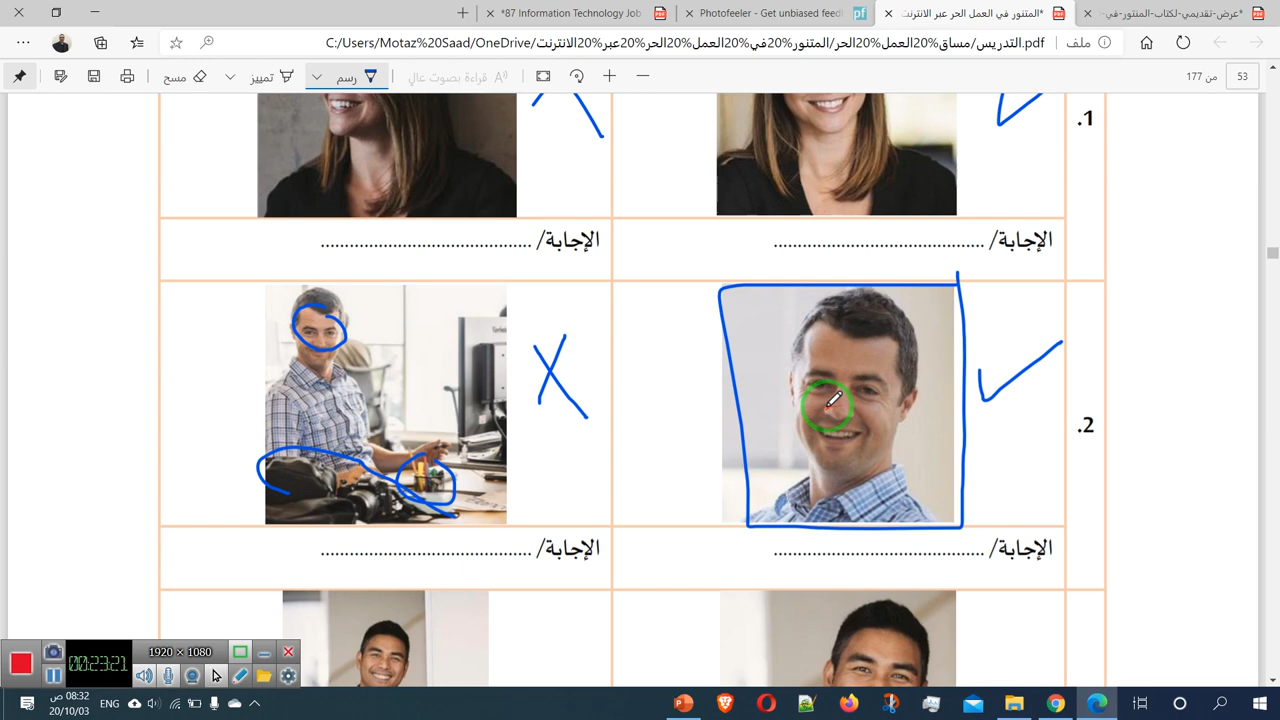 *87 Information Technology Job
Photofeeler - Get unbiased feedl
*المتنور في العمل الحر عبر الانترنت
*عرض-تقديمي-لكتاب-المتنور-في-
ملف
C:/Users/Motaz%20Saad/OneDrive/التدريس/مساق%20العمل%20الحر/المتنور%20في%20العمل%20الحر%20عبر%20الانترنت.pdf
53
من 177
قراءة بصوت عالٍ
رسم
تمييز
مسح
.1
الإجابة/ ............................................
الإجابة/ ............................................
.2
الإجابة/ ............................................
الإجابة/ ............................................
00:23:21
1920 × 1080
08:32 ص
20/10/03
ENG